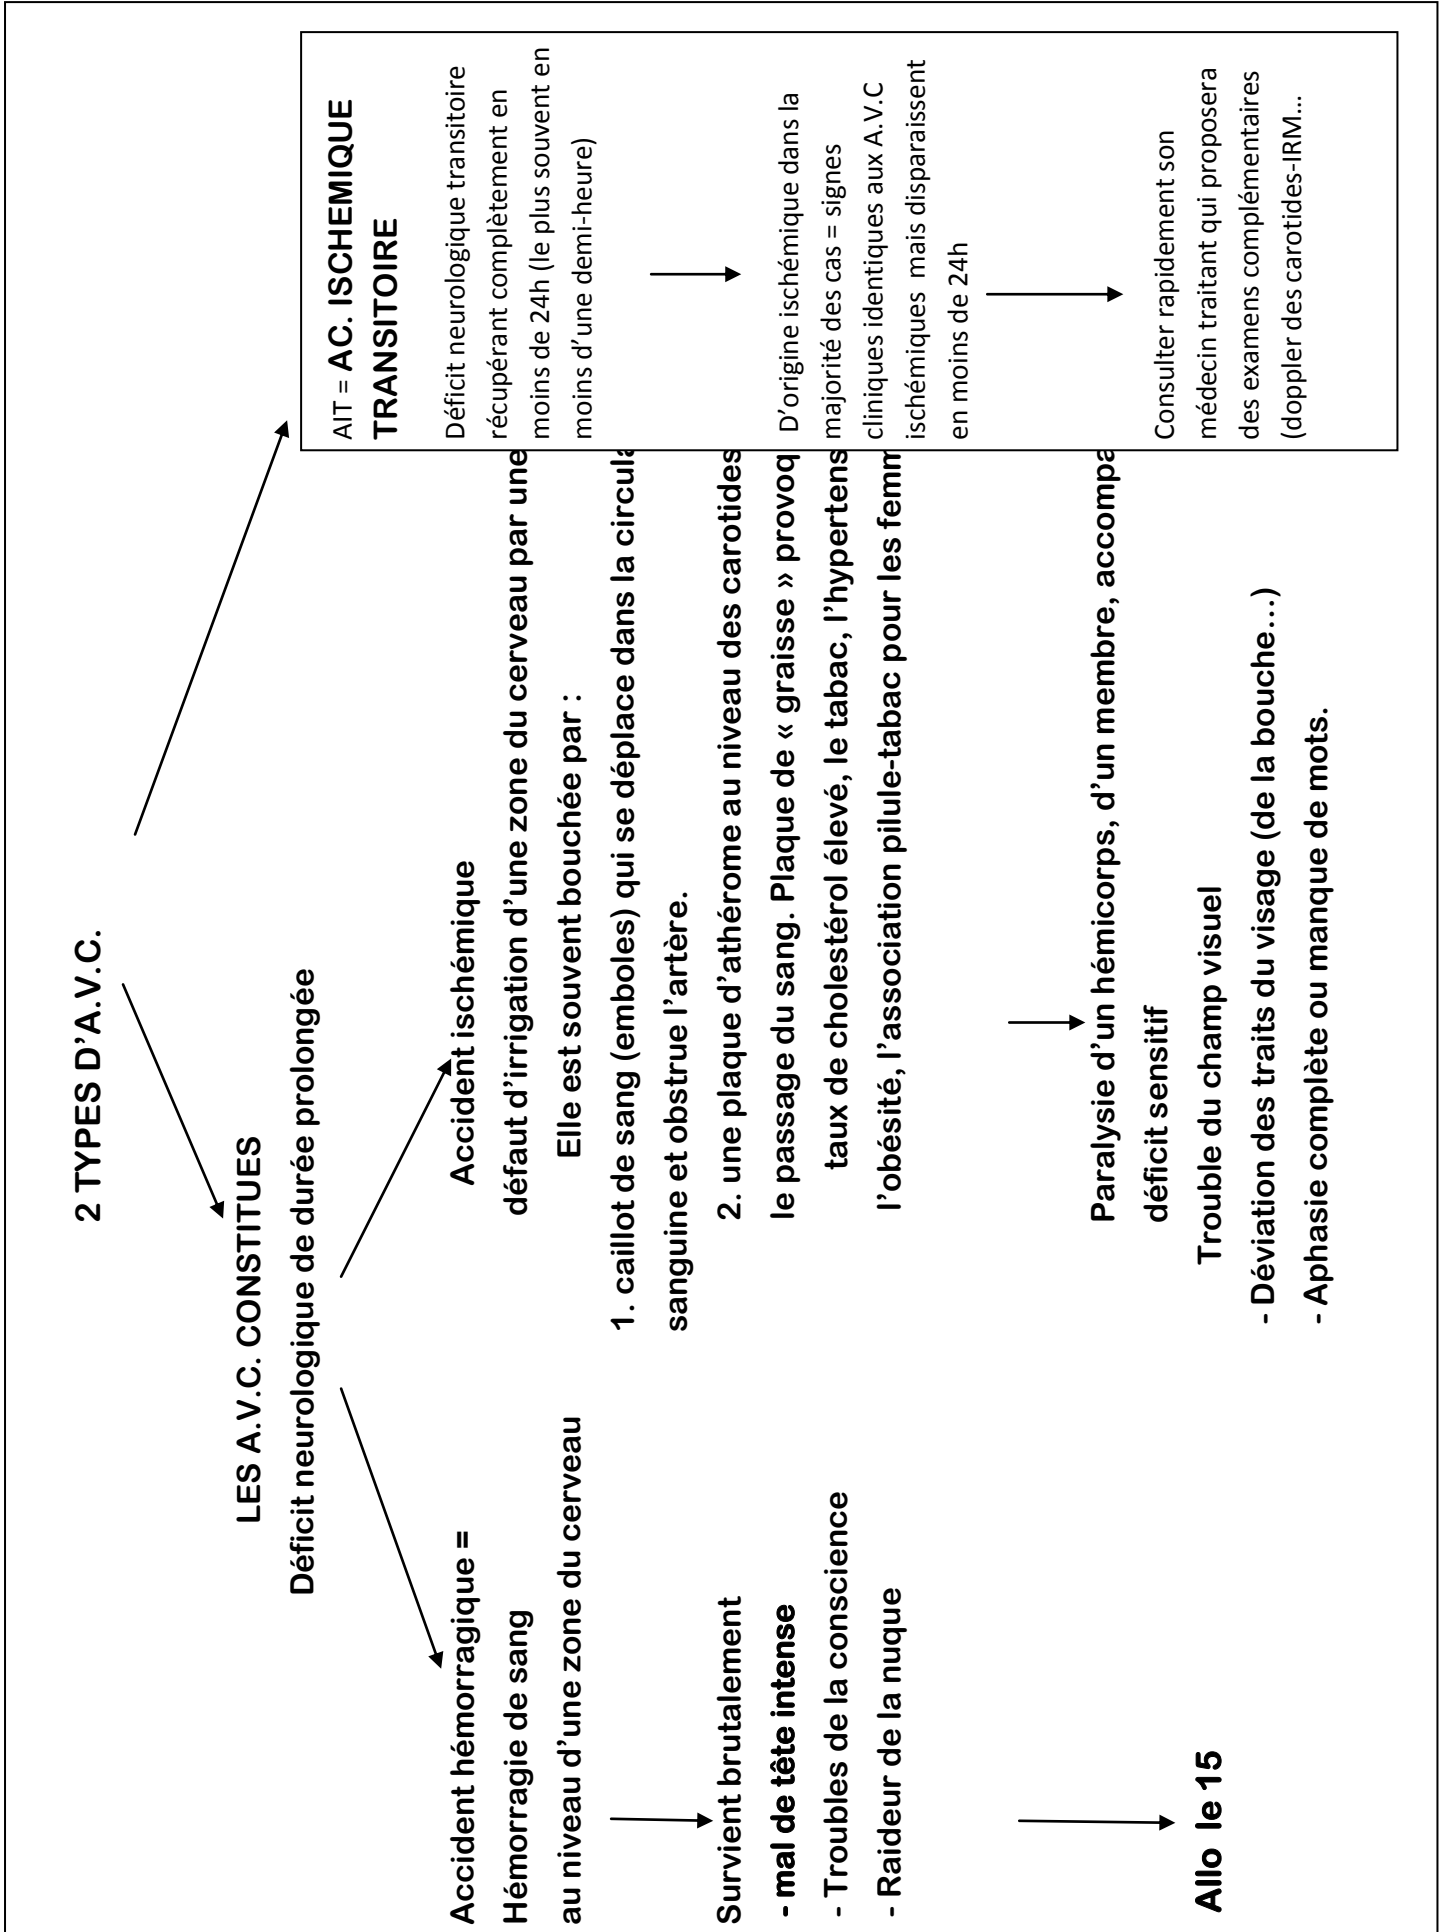 2 TYPES D'A.V.C.
LES A.V.C. CONSTITUES
Déficit neurologique de durée prolongée
Accident hémorragique =
Hémorragie de sang
au niveau d'une zone du cerveau
Survient brutalement
- mal de tête intense
- Troubles de la conscience
- Raideur de la nuque
Allo le 15
Accident ischémique
défaut d'irrigation d'une zone du cerveau par une
Elle est souvent bouchée par :
1. caillot de sang (emboles) qui se déplace dans la
sanguine et obstrue l'artère.
2. une plaque d'athérome au niveau des carotides
le passage du sang. Plaque de « graisse »
taux de cholestérol élevé, le tabac,
l'obésité, l'association pilule-tabac pour les
Paralysie d'un hémicorps, d'un membre,
déficit sensitif
Trouble du champ visuel
- Déviation des traits du visage (de la bouche...)
- Aphasie complète ou manque de mots.
AIT = AC. ISCHEMIQUE
TRANSITOIRE
Déficit neurologique transitoire
récupérant complètement en
moins de 24h (le plus souvent en
moins d'une demi-heure)
D'origine ischémique dans la
majorité des cas = signes
cliniques identiques aux A.V.C
ischémiques mais disparaissent
en moins de 24h
Consulter rapidement son
médecin traitant qui proposera
des examens complémentaires
(doppler des carotides-IRM...